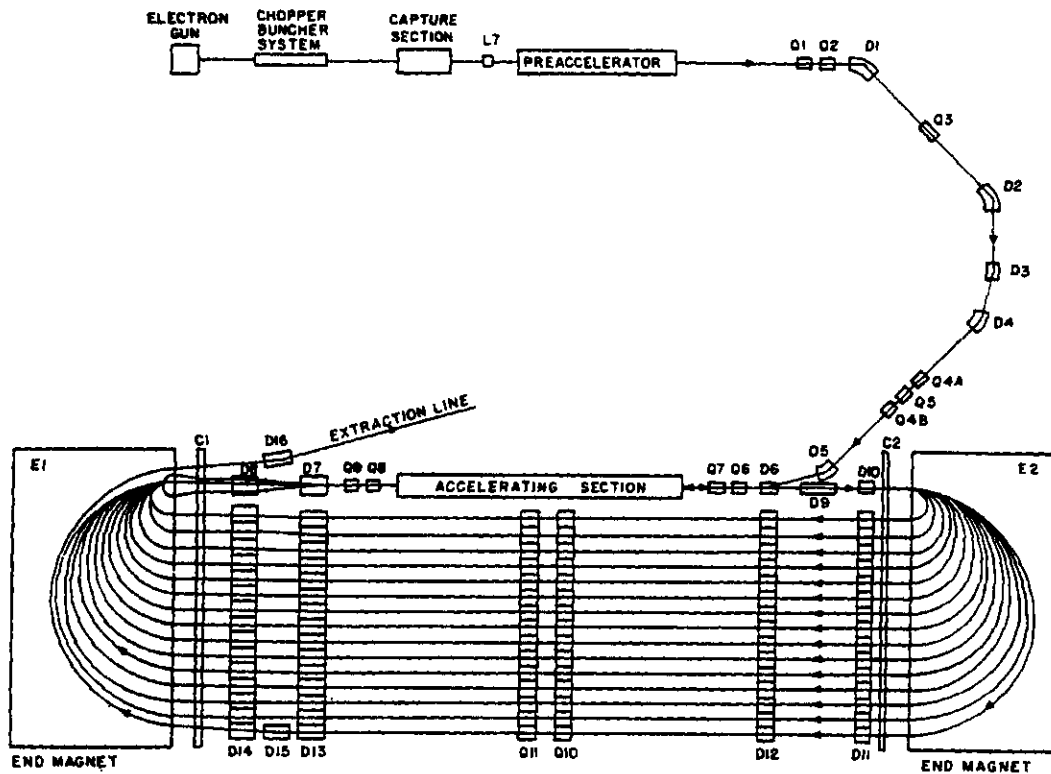 ELECTRON
GUN
CHOPPER
BUNCHER
SYSTEM
CAPTURE
SECTION
L7
PREACCELERATOR
Q1
Q2
D1
Q3
D2
D3
D4
Q4A
Q5
Q4B
EXTRACTION LINE
D16
C1
E1
D8
D7
Q9
Q8
ACCELERATING SECTION
Q7
Q6
D6
D5
D9
D10
C2
E2
D14
D15
D13
Q11
Q10
D12
D11
END MAGNET
END MAGNET